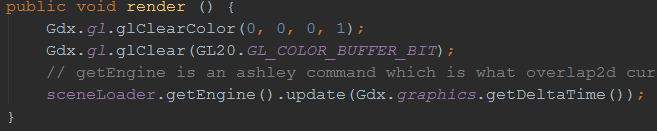 public void render () {
Gdx.gl.glClearColor(0, 0, 0, 1);
Gdx.gl.glClear(GL20.GL_COLOR_BUFFER_BIT);
// getEngine is an ashley command which is what overlap2d cur
sceneLoader.getEngine().update(Gdx.graphics.getDeltaTime());
}